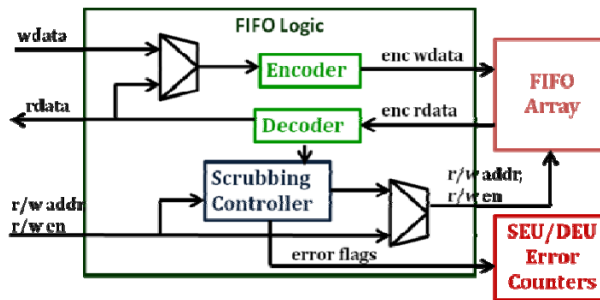 FIFO Logic
wdata
Encoder
enc wdata
FIFO
Array
rdata
Decoder
enc rdata
Scrubbing
Controller
r/w addr,
r/w en
r/w addr
r/w en
error flags
SEU/DEU
Error
Counters